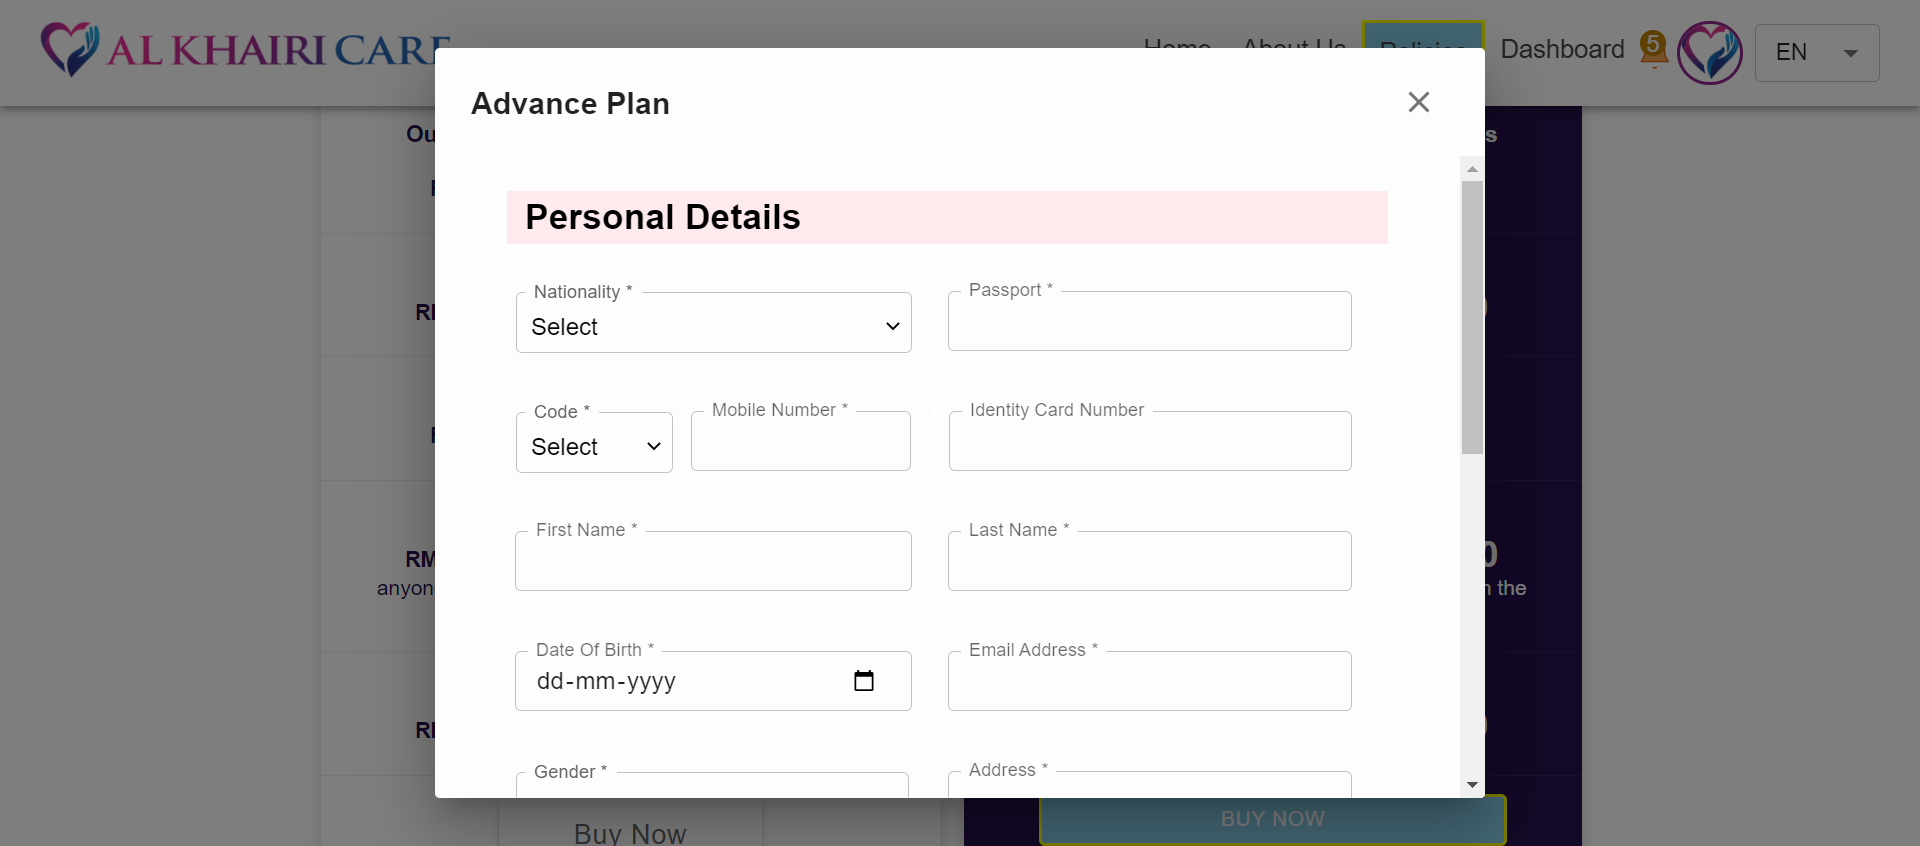 AL KHAIRI CARE
Home About Us Policies Dashboard 5 EN
Advance Plan
Personal Details
Nationality *
Select
Passport *
Code *
Select
Mobile Number *
Identity Card Number
First Name *
Last Name *
Date Of Birth *
dd-mm-yyyy
Email Address *
Gender *
Address *
Ou
s
RM
anyon
0
n the
Buy Now
BUY NOW